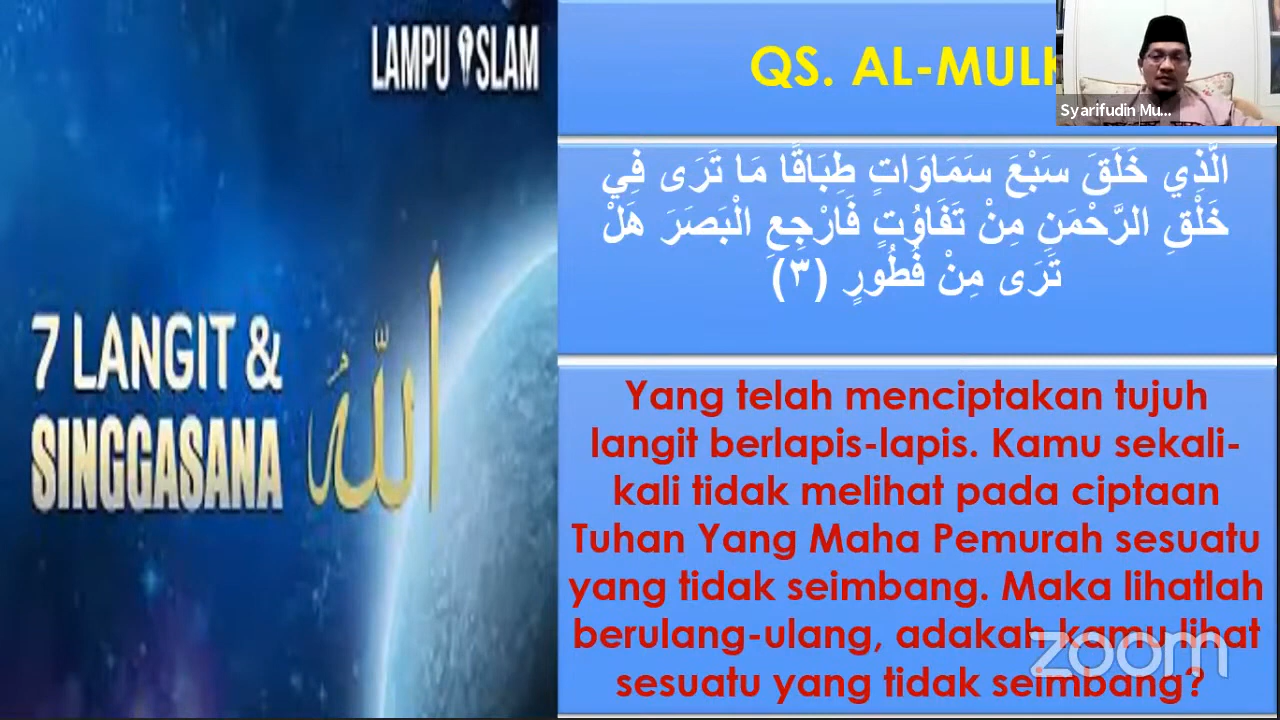 LAMPU ISLAM
7 LANGIT &
SINGGASANA
الله
QS. AL-MULK
Syarifudin Mu...
الَّذِي خَلَقَ سَبْعَ سَمَاوَاتٍ طِبَاقًا مَا تَرَى فِي
خَلْقِ الرَّحْمَنِ مِنْ تَفَاوُتٍ فَارْجِعِ الْبَصَرَ هَلْ
تَرَى مِنْ فُطُورٍ (٣)
Yang telah menciptakan tujuh
langit berlapis-lapis. Kamu sekali-
kali tidak melihat pada ciptaan
Tuhan Yang Maha Pemurah sesuatu
yang tidak seimbang. Maka lihatlah
berulang-ulang, adakah kamu lihat
sesuatu yang tidak seimbang?
zoom